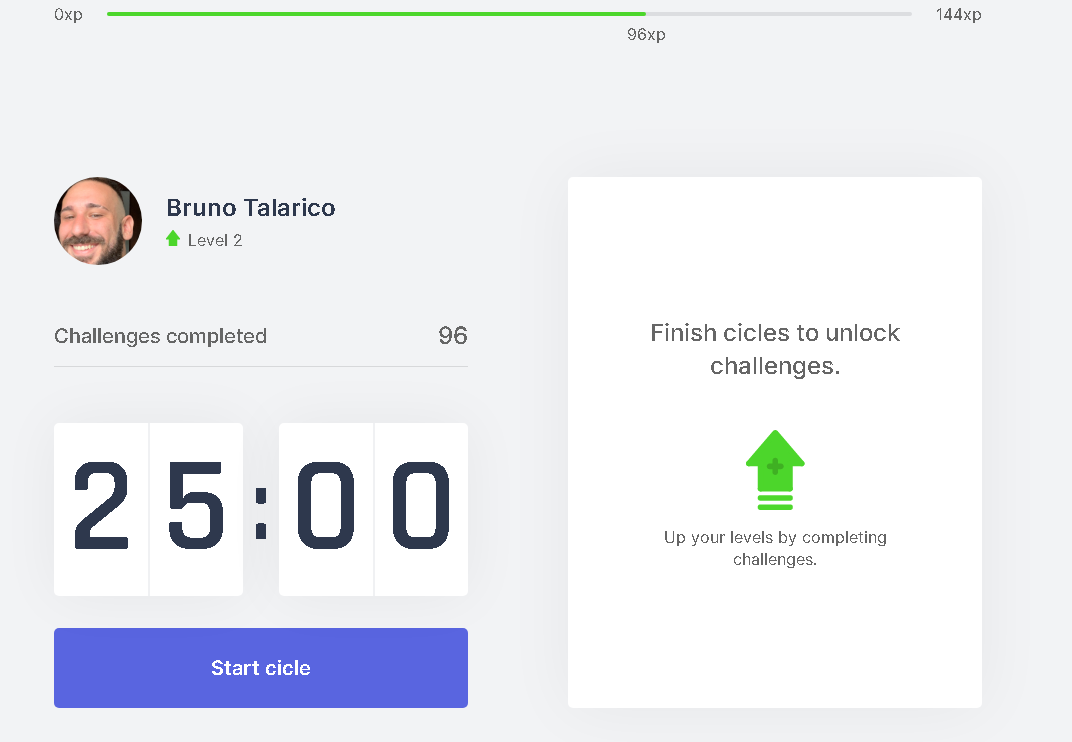 0xp
144xp
96xp
Bruno Talarico
Level 2
Challenges completed
96
25:00
Start cicle
Finish cicles to unlock
challenges.
Up your levels by completing
challenges.